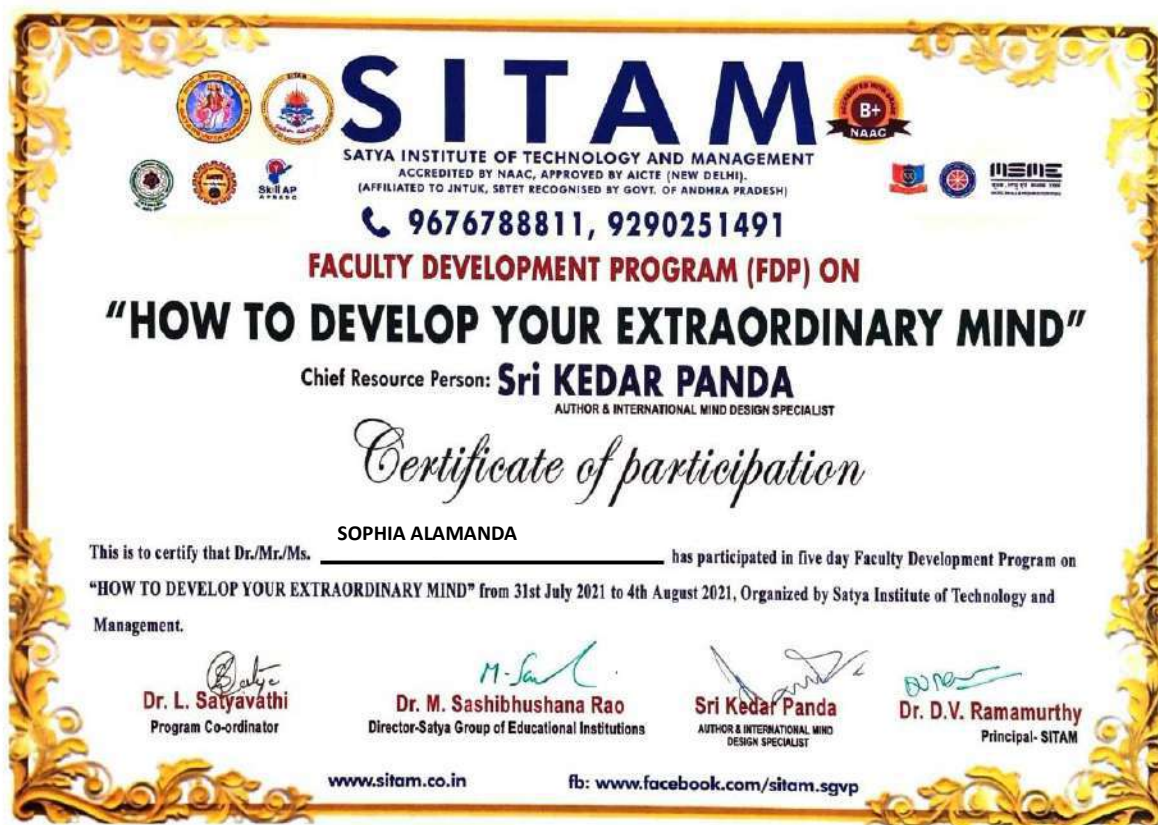 SITAM
ACCREDITED WITH GRADE
B+
NAAC
SATYA INSTITUTE OF TECHNOLOGY AND MANAGEMENT
ACCREDITED BY NAAC, APPROVED BY AICTE (NEW DELHI).
(AFFILIATED TO JNTUK, SBTET RECOGNISED BY GOVT. OF ANDHRA PRADESH)
Skill AP
APSSDC
MSME
9676788811, 9290251491
FACULTY DEVELOPMENT PROGRAM (FDP) ON
"HOW TO DEVELOP YOUR EXTRAORDINARY MIND"
Chief Resource Person: Sri KEDAR PANDA
AUTHOR & INTERNATIONAL MIND DESIGN SPECIALIST
Certificate of participation
SOPHIA ALAMANDA
This is to certify that Dr./Mr./Ms. has participated in five day Faculty Development Program on
"HOW TO DEVELOP YOUR EXTRAORDINARY MIND" from 31st July 2021 to 4th August 2021, Organized by Satya Institute of Technology and
Management.
Dr. L. Satyavathi
Program Co-ordinator
Dr. M. Sashibhushana Rao
Director-Satya Group of Educational Institutions
Sri Kedar Panda
AUTHOR & INTERNATIONAL MIND
DESIGN SPECIALIST
Dr. D.V. Ramamurthy
Principal- SITAM
www.sitam.co.in
fb: www.facebook.com/sitam.sgvp